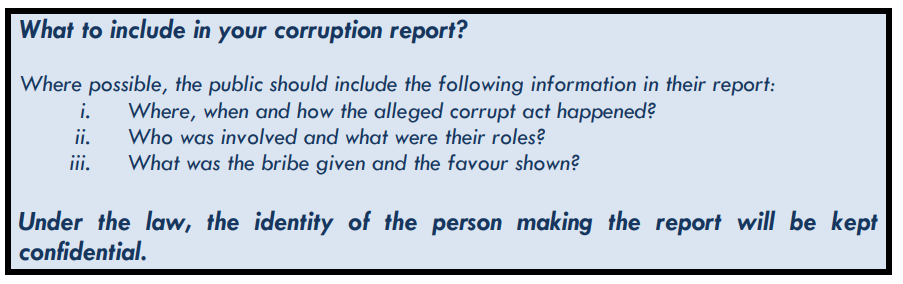 What to include in your corruption report?
Where possible, the public should include the following information in their report:
i. Where, when and how the alleged corrupt act happened?
ii. Who was involved and what were their roles?
iii. What was the bribe given and the favour shown?
Under the law, the identity of the person making the report will be kept
confidential.